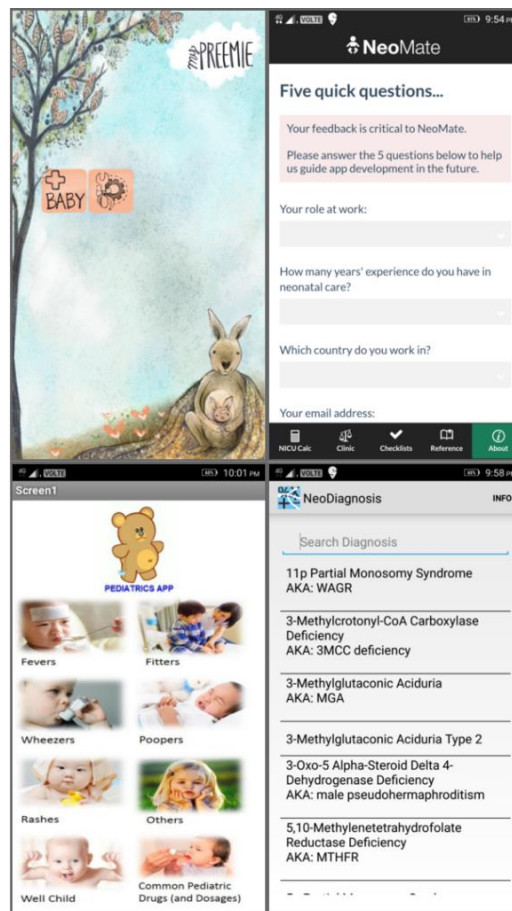 my PREEMIE
BABY
VOLTE 9:54 PM
NeoMate
Five quick questions...
Your feedback is critical to NeoMate.
Please answer the 5 questions below to help
us guide app development in the future.
Your role at work:
How many years' experience do you have in
neonatal care?
Which country do you work in?
Your email address:
NICU Calc Clinic Checklists Reference About
VOLTE 10:01 PM
Screen1
PEDIATRICS APP
Fevers Fitters
Wheezers Poopers
Rashes Others
Well Child Common Pediatric
Drugs (and Dosages)
VOLTE 9:58 PM
NeoDiagnosis INFO
Search Diagnosis
11p Partial Monosomy Syndrome
AKA: WAGR
3-Methylcrotonyl-CoA Carboxylase
Deficiency
AKA: 3MCC deficiency
3-Methylglutaconic Aciduria
AKA: MGA
3-Methylglutaconic Aciduria Type 2
3-Oxo-5 Alpha-Steroid Delta 4-
Dehydrogenase Deficiency
AKA: male pseudohermaphroditism
5,10-Methylenetetrahydrofolate
Reductase Deficiency
AKA: MTHFR